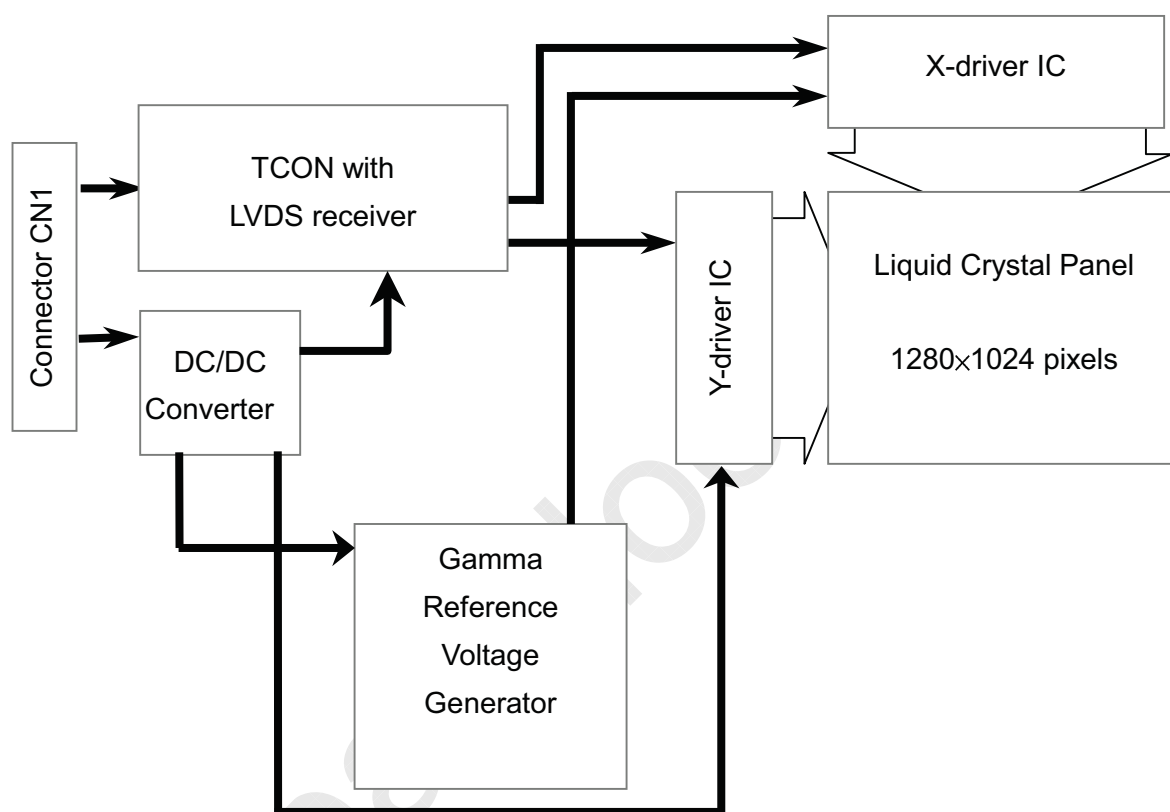 X-driver IC
TCON with
LVDS receiver
Connector CN1
Y-driver IC
Liquid Crystal Panel
1280×1024 pixels
DC/DC
Converter
Gamma
Reference
Voltage
Generator